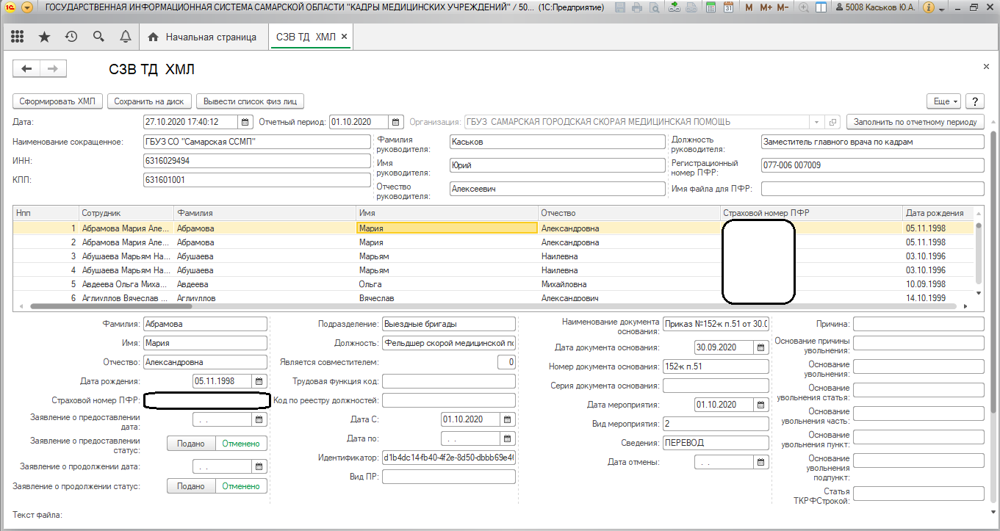 ГОСУДАРСТВЕННАЯ ИНФОРМАЦИОННАЯ СИСТЕМА САМАРСКОЙ ОБЛАСТИ "КАДРЫ МЕДИЦИНСКИХ УЧРЕЖДЕНИЙ" / 50... (1С:Предприятие) M M+ M- 5008 Каськов Ю.А.
Начальная страница СЗВ ТД ХМЛ
СЗВ ТД ХМЛ
Сформировать ХМЛ Сохранить на диск Вывести список физ лиц Еще ?
Дата: 27.10.2020 17:40:12 Отчетный период: 01.10.2020 Организация: ГБУЗ САМАРСКАЯ ГОРОДСКАЯ СКОРАЯ МЕДИЦИНСКАЯ ПОМОЩЬ Заполнить по отчетному периоду
Наименование сокращенное: ГБУЗ СО "Самарская ССМП" Фамилия руководителя: Каськов Должность руководителя: Заместитель главного врача по кадрам
ИНН: 6316029494 Имя руководителя: Юрий Регистрационный номер ПФР: 077-006 007009
КПП: 631601001 Отчество руководителя: Алексеевич Имя файла для ПФР:
Нпп Сотрудник Фамилия Имя Отчество Страховой номер ПФР Дата рождения
1 Абрамова Мария Але... Абрамова Мария Александровна 05.11.1998
2 Абрамова Мария Але... Абрамова Мария Александровна 05.11.1998
3 Абушаева Марьям На... Абушаева Марьям Наилевна 03.10.1996
4 Абушаева Марьям На... Абушаева Марьям Наилевна 03.10.1996
5 Авдеева Ольга Миха... Авдеева Ольга Михайловна 10.09.1998
6 Аглиуллов Вячеслав ... Аглиуллов Вячеслав Александрович 14.10.1999
Фамилия: Абрамова Подразделение: Выездные бригады Наименование документа основания: Приказ №152-к п.51 от 30.0 Причина:
Имя: Мария Должность: Фельдшер скорой медицинской по Дата документа основания: 30.09.2020 Основание причины увольнения:
Отчество: Александровна Является совместителем: 0 Номер документа основания: 152-к п.51 Основание увольнения:
Дата рождения: 05.11.1998 Трудовая функция код: Серия документа основания: Основание увольнения статья:
Страховой номер ПФР: Код по реестру должностей: Дата мероприятия: 01.10.2020 Основание увольнения часть:
Заявление о предоставлении дата: . . Дата С: 01.10.2020 Вид мероприятия: 2 Основание увольнения пункт:
Заявление о предоставлении статус: Подано Отменено Дата по: . . Сведения: ПЕРЕВОД Основание увольнения подпункт:
Заявление о продолжении дата: . . Идентификатор: d1b4dc14-fb40-4f2e-8d50-dbbb69e4 Дата отмены: . . Статья ТКРФСтрокой:
Заявление о продолжении статус: Подано Отменено Вид ПР:
Текст файла: